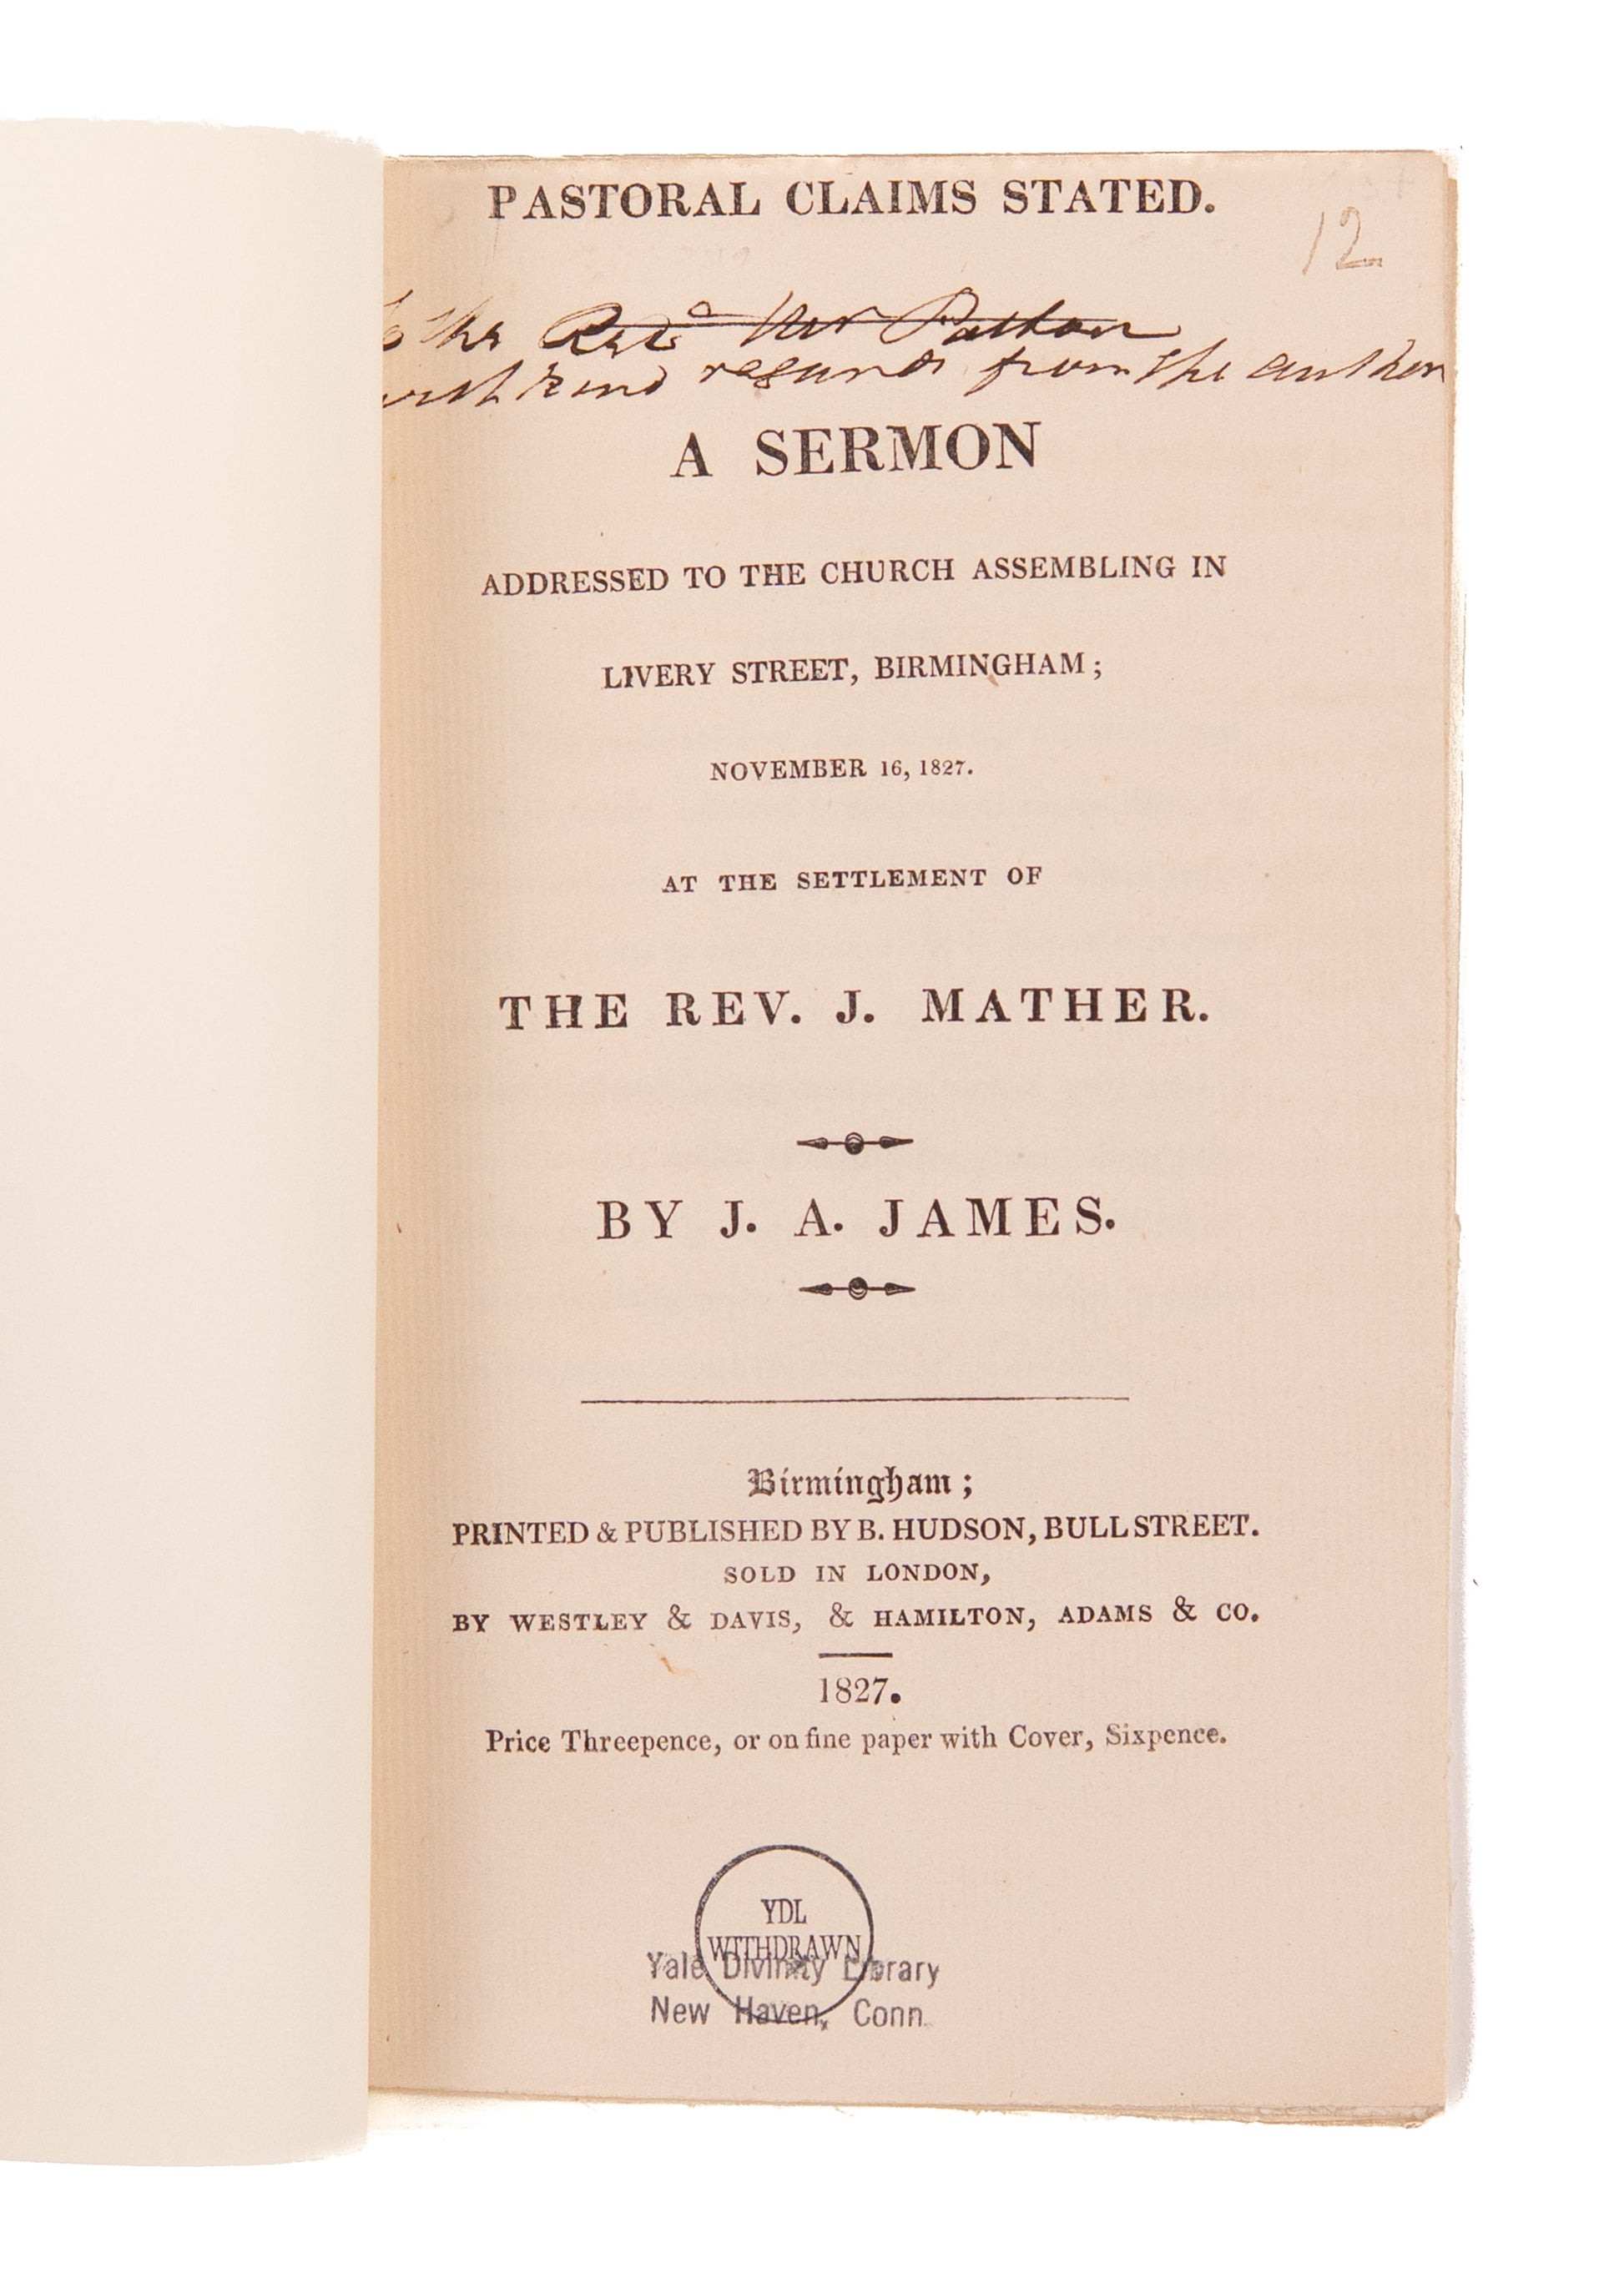 PASTORAL CLAIMS STATED.
12
To the Revd Mr Patton
with kind regards from the author
A SERMON
ADDRESSED TO THE CHURCH ASSEMBLING IN
LIVERY STREET, BIRMINGHAM;
NOVEMBER 16, 1827.
AT THE SETTLEMENT OF
THE REV. J. MATHER.
BY J. A. JAMES.
Birmingham;
PRINTED & PUBLISHED BY B. HUDSON, BULL STREET.
SOLD IN LONDON,
BY WESTLEY & DAVIS, & HAMILTON, ADAMS & CO.
1827.
Price Threepence, or on fine paper with Cover, Sixpence.
YDL
WITHDRAWN
Yale Divinity Library
New Haven, Conn.